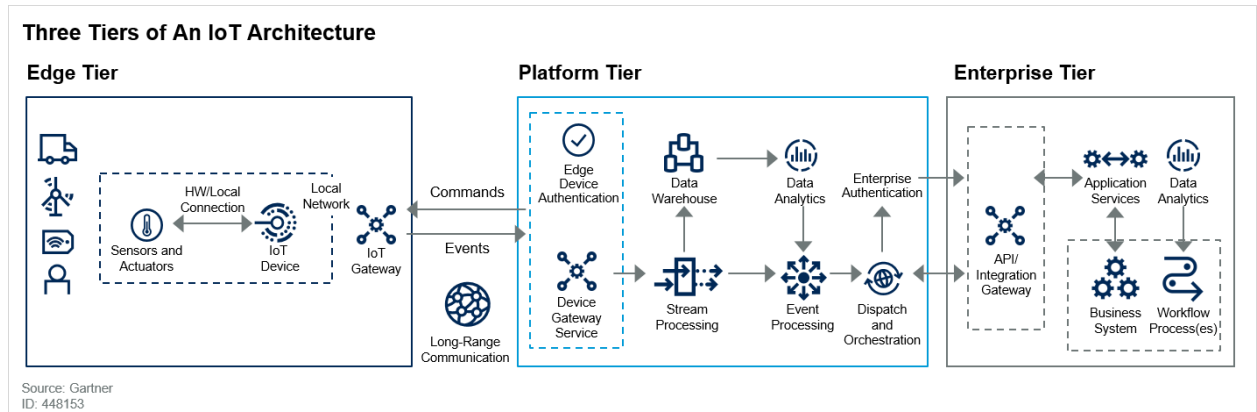 Three Tiers of An IoT Architecture
Edge Tier
HW/Local
Connection
Local
Network
Sensors and
Actuators
IoT
Device
IoT
Gateway
Commands
Events
Long-Range
Communication
Platform Tier
Edge
Device
Authentication
Device
Gateway
Service
Data
Warehouse
Data
Analytics
Enterprise
Authentication
Stream
Processing
Event
Processing
Dispatch
and
Orchestration
Enterprise Tier
API/
Integration
Gateway
Application
Services
Data
Analytics
Business
System
Workflow
Process(es)
Source: Gartner
ID: 448153